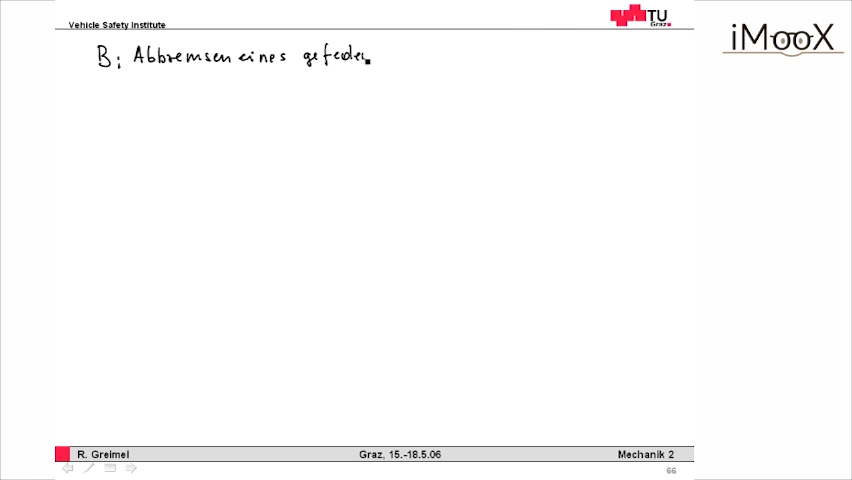 Vehicle Safety Institute
TU
Graz
iMooX
B: Abbremsen eines gefeder
R. Greimel
Graz, 15.-18.5.06
Mechanik 2
66